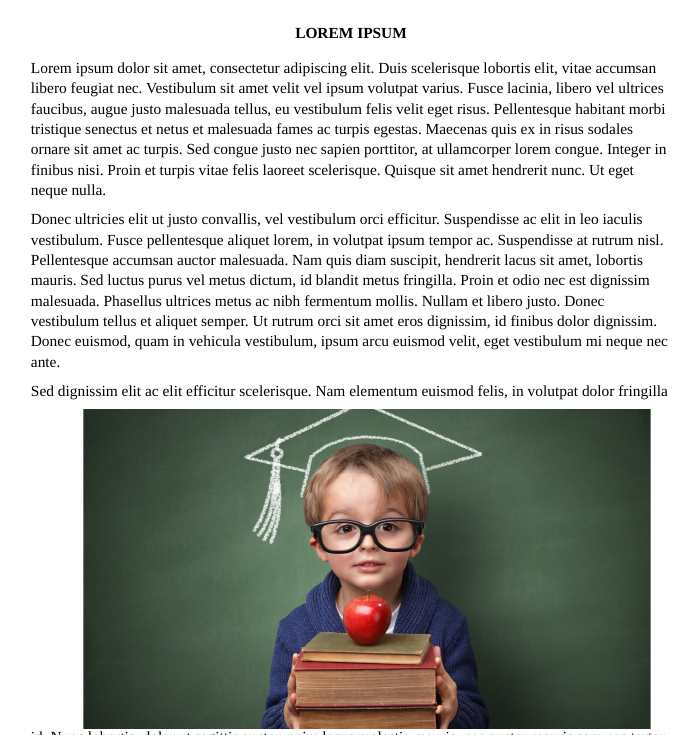 LOREM IPSUM
Lorem ipsum dolor sit amet, consectetur adipiscing elit. Duis scelerisque lobortis elit, vitae accumsan
libero feugiat nec. Vestibulum sit amet velit vel ipsum volutpat varius. Fusce lacinia, libero vel ultrices
faucibus, augue justo malesuada tellus, eu vestibulum felis velit eget risus. Pellentesque habitant morbi
tristique senectus et netus et malesuada fames ac turpis egestas. Maecenas quis ex in risus sodales
ornare sit amet ac turpis. Sed congue justo nec sapien porttitor, at ullamcorper lorem congue. Integer in
finibus nisi. Proin et turpis vitae felis laoreet scelerisque. Quisque sit amet hendrerit nunc. Ut eget
neque nulla.
Donec ultricies elit ut justo convallis, vel vestibulum orci efficitur. Suspendisse ac elit in leo iaculis
vestibulum. Fusce pellentesque aliquet lorem, in volutpat ipsum tempor ac. Suspendisse at rutrum nisl.
Pellentesque accumsan auctor malesuada. Nam quis diam suscipit, hendrerit lacus sit amet, lobortis
mauris. Sed luctus purus vel metus dictum, id blandit metus fringilla. Proin et odio nec est dignissim
malesuada. Phasellus ultrices metus ac nibh fermentum mollis. Nullam et libero justo. Donec
vestibulum tellus et aliquet semper. Ut rutrum orci sit amet eros dignissim, id finibus dolor dignissim.
Donec euismod, quam in vehicula vestibulum, ipsum arcu euismod velit, eget vestibulum mi neque nec
ante.
Sed dignissim elit ac elit efficitur scelerisque. Nam elementum euismod felis, in volutpat dolor fringilla